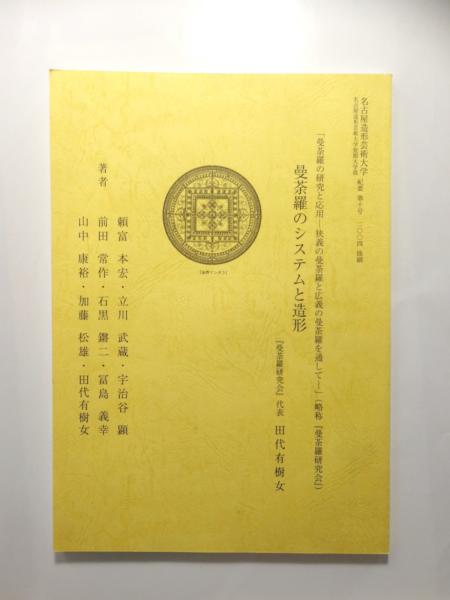 名古屋造形芸術大学
名古屋造形芸術大学短期大学部 紀要 第十号 二〇〇四 後綴
「曼荼羅の研究と応用―狭義の曼荼羅と広義の曼荼羅を通して―」(略称『曼荼羅研究会』)
曼荼羅のシステムと造形
『曼荼羅研究会』代表 田代有樹女
著者
頼富 本宏・立川 武蔵・宇治谷 顕
前田 常作・石黒 鏘二・冨島 義幸
山中 康裕・加藤 松雄・田代有樹女